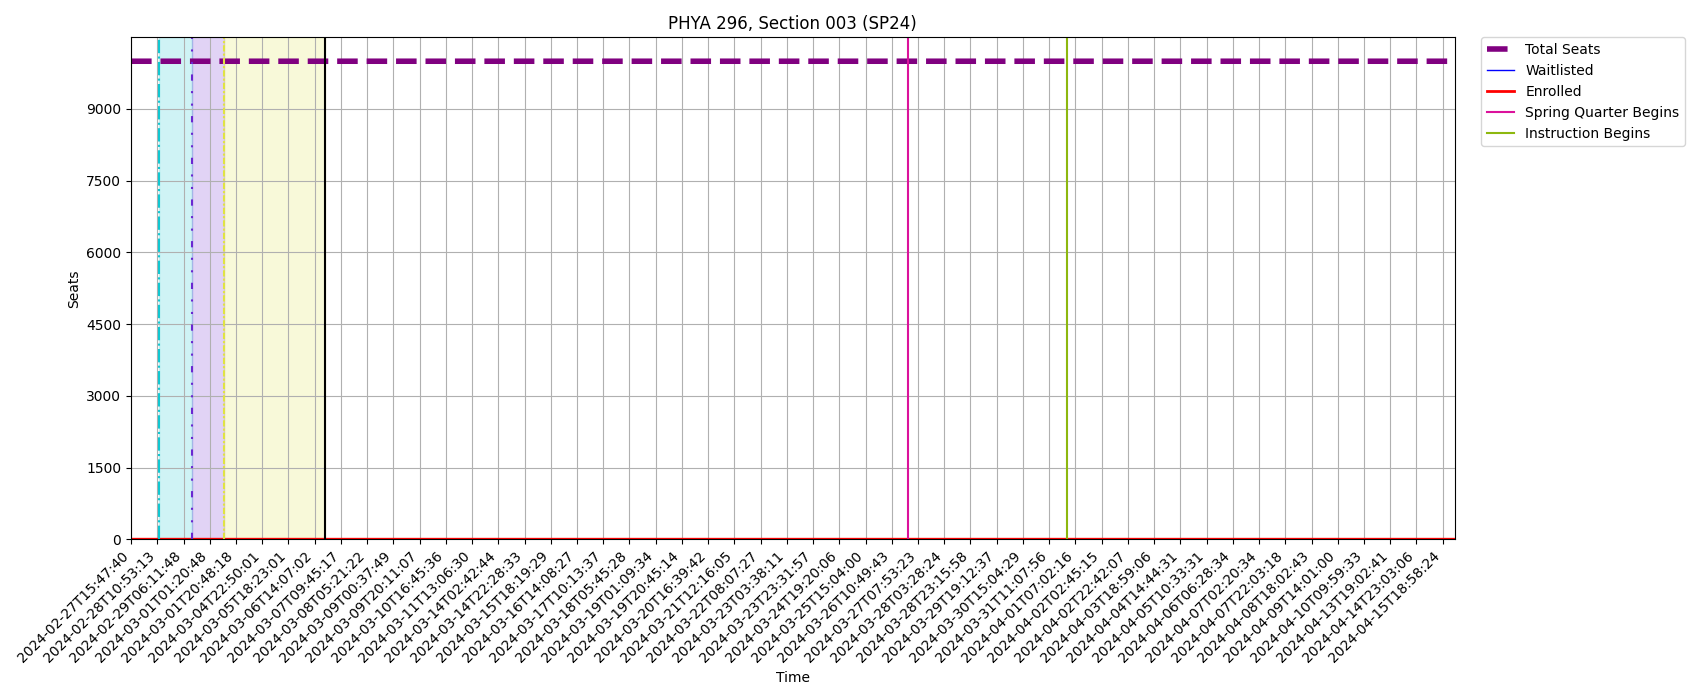 PHYA 296, Section 003 (SP24)
Total Seats
Waitlisted
Enrolled
Spring Quarter Begins
Instruction Begins
Seats
9000
7500
6000
4500
3000
1500
0
2024-02-27T15:47:40
2024-02-28T10:53:13
2024-02-29T06:11:48
2024-03-01T01:20:48
2024-03-01T20:48:18
2024-03-04T22:50:01
2024-03-05T18:23:01
2024-03-06T14:07:02
2024-03-07T09:45:17
2024-03-08T05:21:22
2024-03-09T00:37:49
2024-03-09T20:11:07
2024-03-10T16:45:36
2024-03-11T13:06:30
2024-03-14T02:42:44
2024-03-14T22:28:33
2024-03-15T18:19:29
2024-03-16T14:08:27
2024-03-17T10:13:37
2024-03-18T05:45:28
2024-03-19T01:09:34
2024-03-19T20:45:14
2024-03-20T16:39:42
2024-03-21T12:16:05
2024-03-22T08:07:27
2024-03-23T03:38:11
2024-03-23T23:31:57
2024-03-24T19:20:06
2024-03-25T15:04:00
2024-03-26T10:49:43
2024-03-27T07:53:23
2024-03-28T03:28:24
2024-03-28T23:15:58
2024-03-29T19:12:37
2024-03-30T15:04:29
2024-03-31T11:07:56
2024-04-01T07:02:16
2024-04-02T02:45:15
2024-04-02T22:42:07
2024-04-03T18:59:06
2024-04-04T14:44:31
2024-04-05T10:33:31
2024-04-06T06:28:34
2024-04-07T02:20:34
2024-04-07T22:03:18
2024-04-08T18:02:43
2024-04-09T14:01:00
2024-04-10T09:59:33
2024-04-13T19:02:41
2024-04-14T23:03:06
2024-04-15T18:58:24
Time